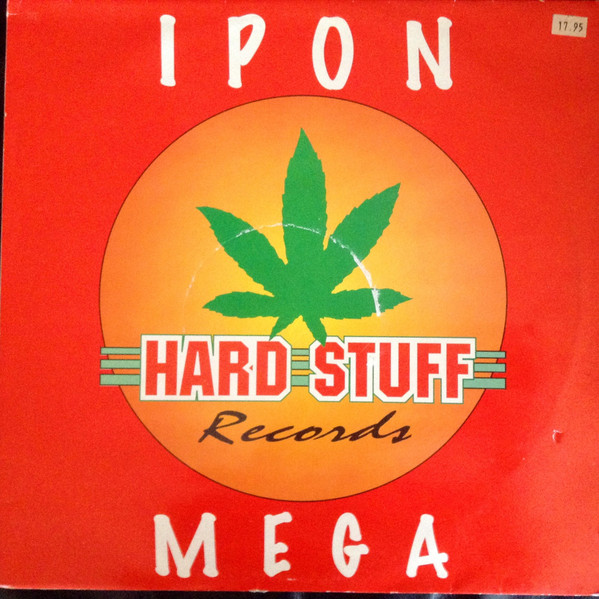 17.95
IPON
HARD STUFF
Records
MEGA